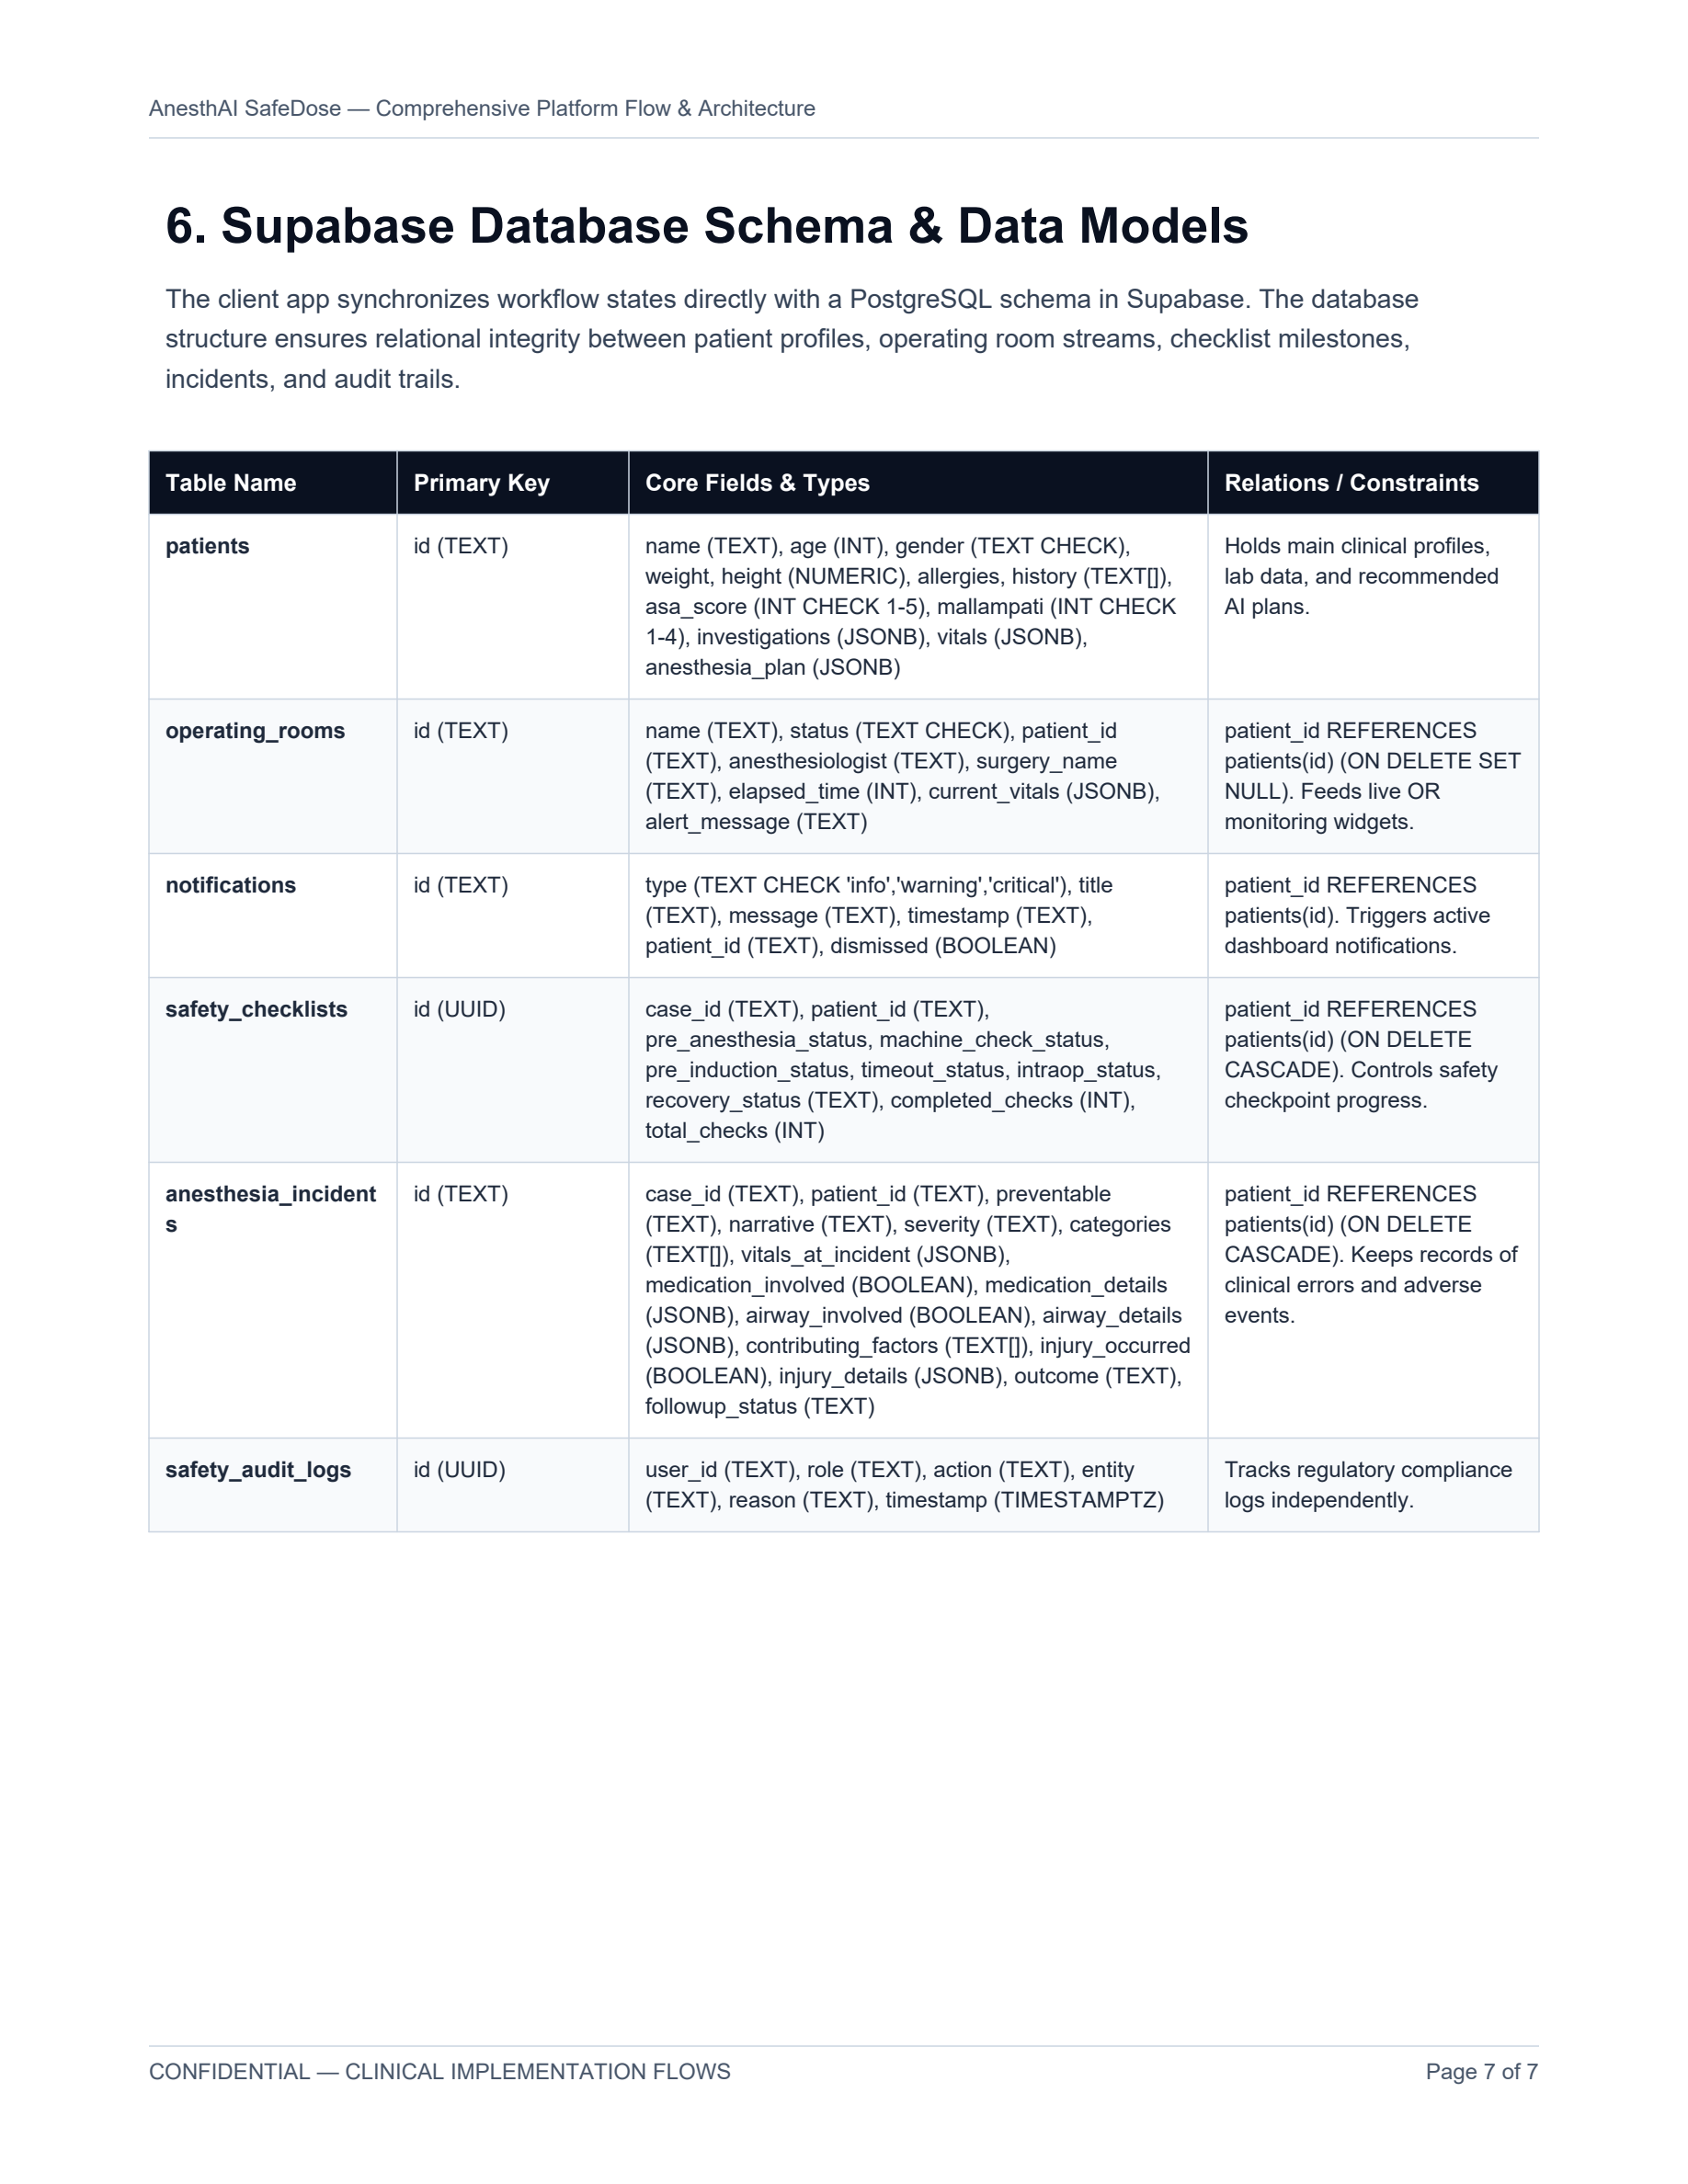 AnesthAI SafeDose — Comprehensive Platform Flow & Architecture
6. Supabase Database Schema & Data Models
The client app synchronizes workflow states directly with a PostgreSQL schema in Supabase. The database
structure ensures relational integrity between patient profiles, operating room streams, checklist milestones,
incidents, and audit trails.
Table Name
Primary Key
Core Fields & Types
Relations / Constraints
patients
id (TEXT)
name (TEXT), age (INT), gender (TEXT CHECK),
weight, height (NUMERIC), allergies, history (TEXT[]),
asa_score (INT CHECK 1-5), mallampati (INT CHECK
1-4), investigations (JSONB), vitals (JSONB),
anesthesia_plan (JSONB)
Holds main clinical profiles,
lab data, and recommended
AI plans.
operating_rooms
id (TEXT)
name (TEXT), status (TEXT CHECK), patient_id
(TEXT), anesthesiologist (TEXT), surgery_name
(TEXT), elapsed_time (INT), current_vitals (JSONB),
alert_message (TEXT)
patient_id REFERENCES
patients(id) (ON DELETE SET
NULL). Feeds live OR
monitoring widgets.
notifications
id (TEXT)
type (TEXT CHECK 'info','warning','critical'), title
(TEXT), message (TEXT), timestamp (TEXT),
patient_id (TEXT), dismissed (BOOLEAN)
patient_id REFERENCES
patients(id). Triggers active
dashboard notifications.
safety_checklists
id (UUID)
case_id (TEXT), patient_id (TEXT),
pre_anesthesia_status, machine_check_status,
pre_induction_status, timeout_status, intraop_status,
recovery_status (TEXT), completed_checks (INT),
total_checks (INT)
patient_id REFERENCES
patients(id) (ON DELETE
CASCADE). Controls safety
checkpoint progress.
anesthesia_incident
s
id (TEXT)
case_id (TEXT), patient_id (TEXT), preventable
(TEXT), narrative (TEXT), severity (TEXT), categories
(TEXT[]), vitals_at_incident (JSONB),
medication_involved (BOOLEAN), medication_details
(JSONB), airway_involved (BOOLEAN), airway_details
(JSONB), contributing_factors (TEXT[]), injury_occurred
(BOOLEAN), injury_details (JSONB), outcome (TEXT),
followup_status (TEXT)
patient_id REFERENCES
patients(id) (ON DELETE
CASCADE). Keeps records of
clinical errors and adverse
events.
safety_audit_logs
id (UUID)
user_id (TEXT), role (TEXT), action (TEXT), entity
(TEXT), reason (TEXT), timestamp (TIMESTAMPTZ)
Tracks regulatory compliance
logs independently.
CONFIDENTIAL — CLINICAL IMPLEMENTATION FLOWS
Page 7 of 7